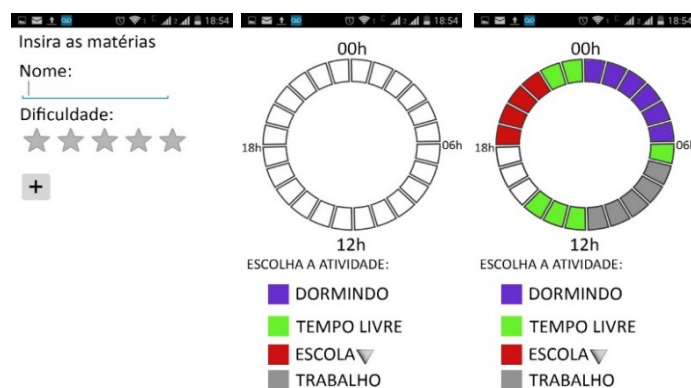 18:54
Insira as matérias
Nome:
Dificuldade:
+
18:54
00h
18h
06h
12h
ESCOLHA A ATIVIDADE:
DORMINDO
TEMPO LIVRE
ESCOLA
TRABALHO
18:54
00h
18h
06h
12h
ESCOLHA A ATIVIDADE:
DORMINDO
TEMPO LIVRE
ESCOLA
TRABALHO